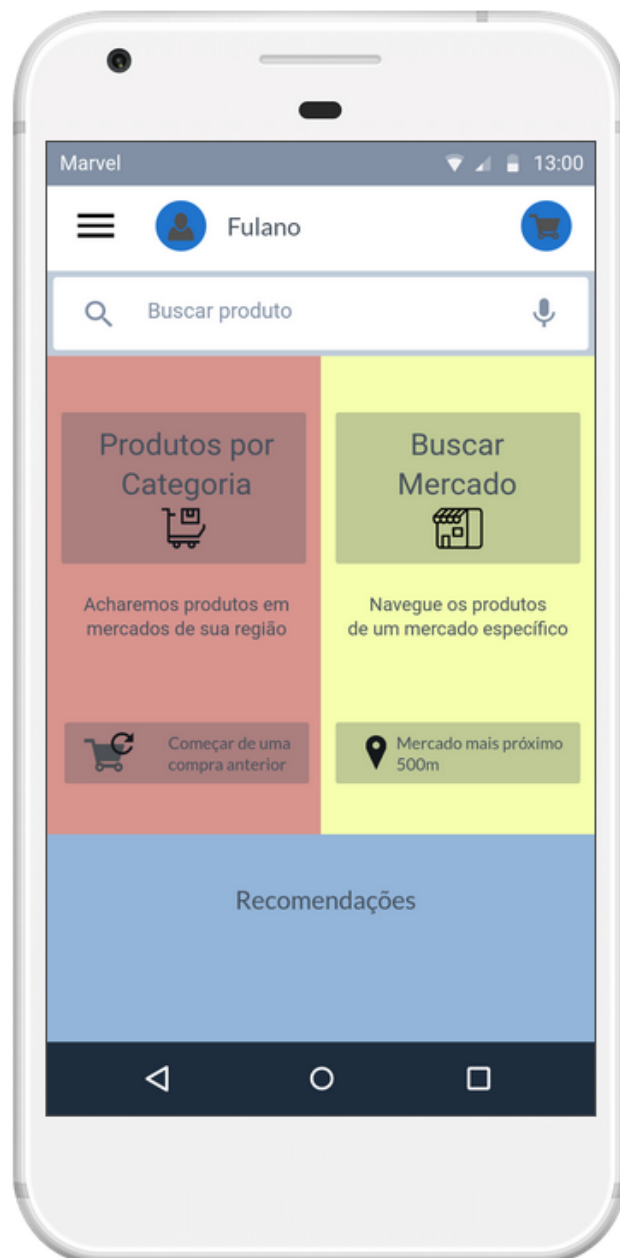 Marvel 13:00
Fulano
Buscar produto
Produtos por
Categoria
Buscar
Mercado
Acharemos produtos em
mercados de sua região
Navegue os produtos
de um mercado específico
Começar de uma
compra anterior
Mercado mais próximo
500m
Recomendações